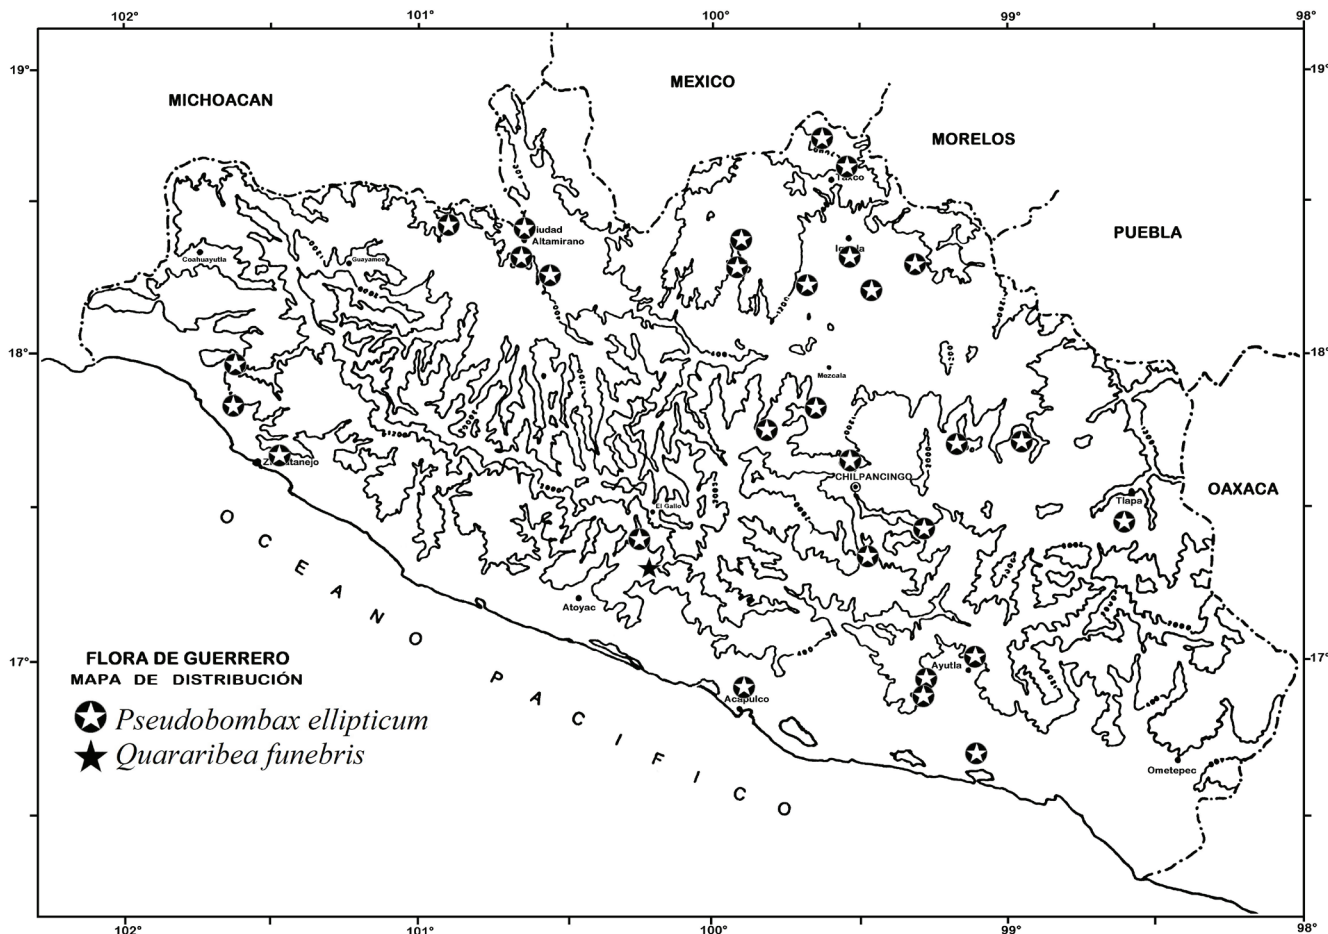 102° 101° 100° 99° 98°
19° 19°
MICHOACAN
MEXICO
MORELOS
PUEBLA
OAXACA
Taxco
Ciudad
Altamirano
Iguala
Coahuayutla
Guayameo
18° 18°
Mezcala
Zihuatanejo
CHILPANCINGO
Tlapa
El Gallo
Atoyac
Ayutla
17° 17°
Acapulco
Ometepec
OCEANO PACIFICO
FLORA DE GUERRERO
MAPA DE DISTRIBUCIÓN
Pseudobombax ellipticum
Quararibea funebris
102° 101° 100° 99° 98°